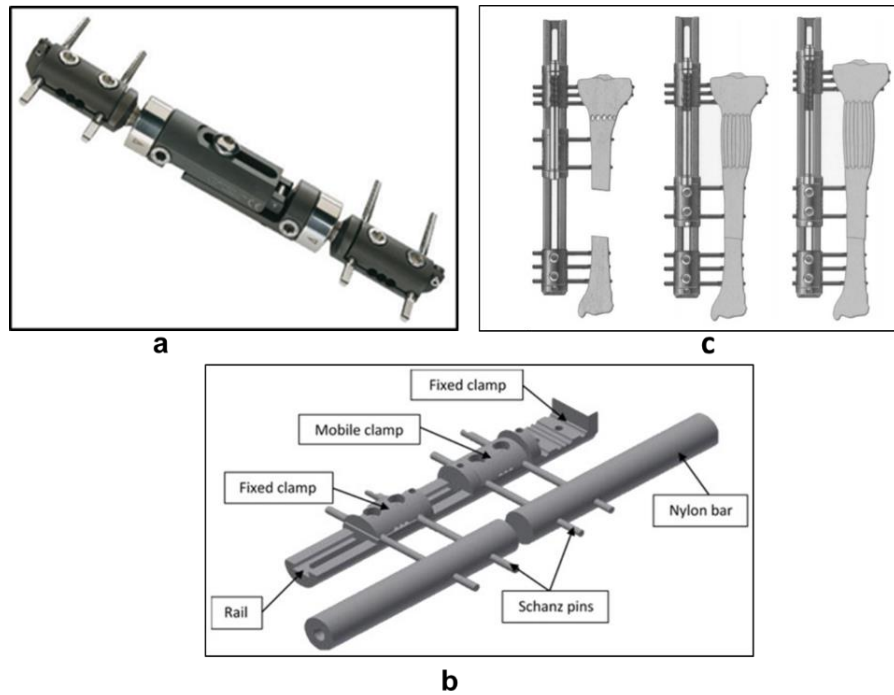 a
c
Fixed clamp
Mobile clamp
Fixed clamp
Nylon bar
Rail
Schanz pins
b